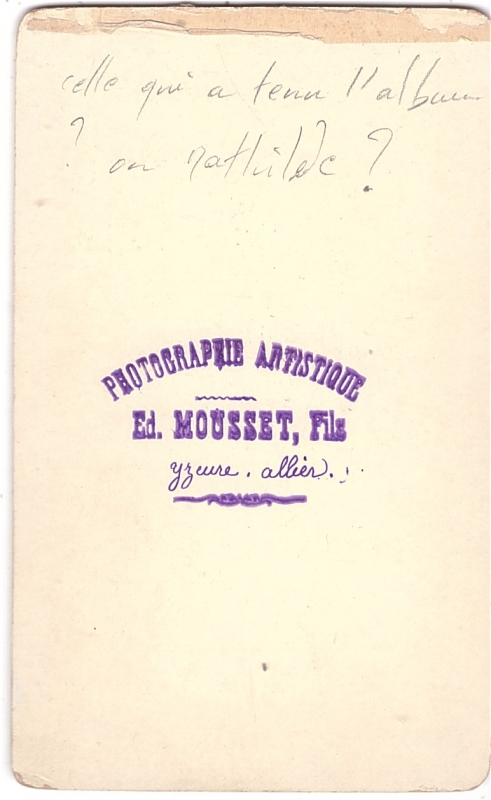 celle qui a tenu l'album
? ou Mathilde ?
PHOTOGRAPHIE ARTISTIQUE
Ed. MOUSSET, Fils
yzeure. allier.